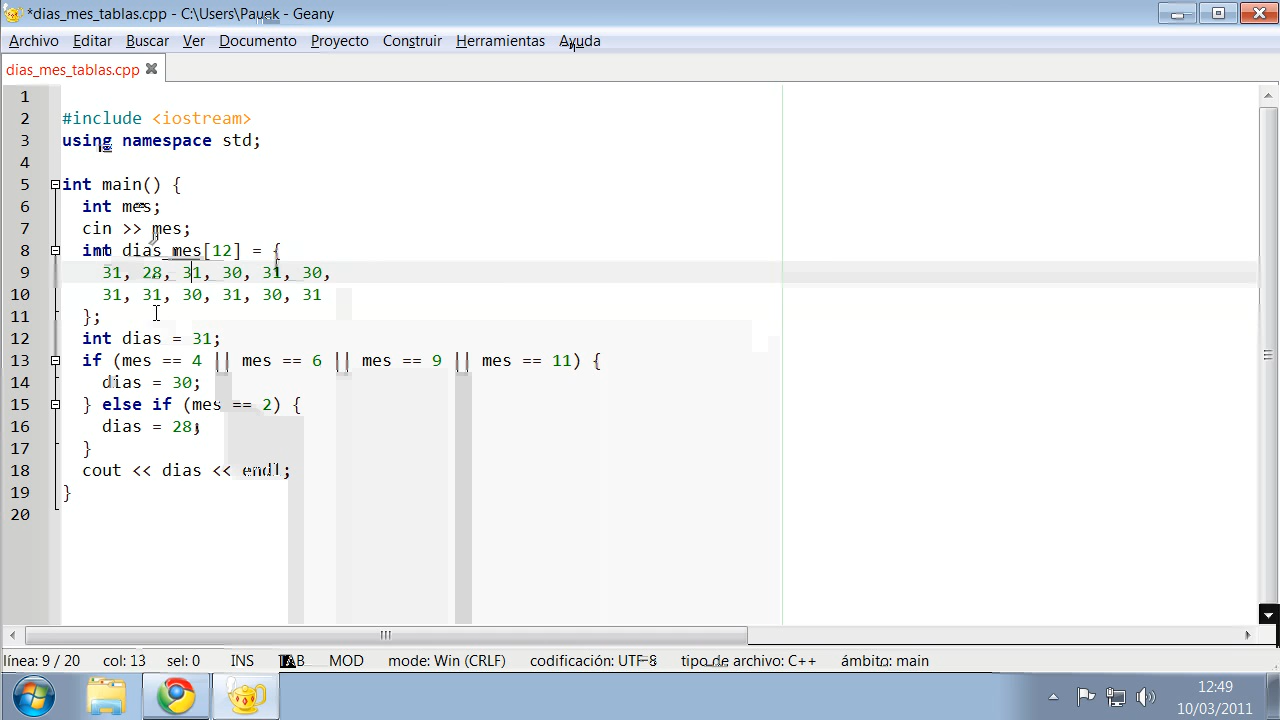 *dias_mes_tablas.cpp - C:\Users\Pauek - Geany
Archivo Editar Buscar Ver Documento Proyecto Construir Herramientas Ayuda
dias_mes_tablas.cpp
1
2 #include <iostream>
3 using namespace std;
4
5 int main() {
6 int mes;
7 cin >> mes;
8 int dias_mes[12] = {
9 31, 28, 31, 30, 31, 30,
10 31, 31, 30, 31, 30, 31
11 };
12 int dias = 31;
13 if (mes == 4 || mes == 6 || mes == 9 || mes == 11) {
14 dias = 30;
15 } else if (mes == 2) {
16 dias = 28;
17 }
18 cout << dias << endl;
19 }
20
línea: 9 / 20 col: 13 sel: 0 INS TAB MOD mode: Win (CRLF) codificación: UTF-8 tipo de archivo: C++ ámbito: main
12:49
10/03/2011